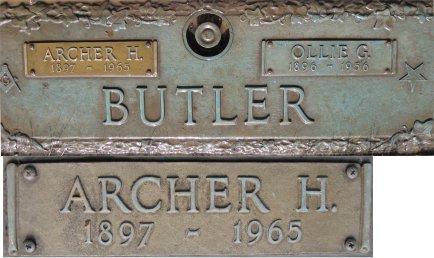 ARCHER H.
1897 - 1965
OLLIE G.
1896 - 1956
BUTLER
ARCHER H.
1897 - 1965